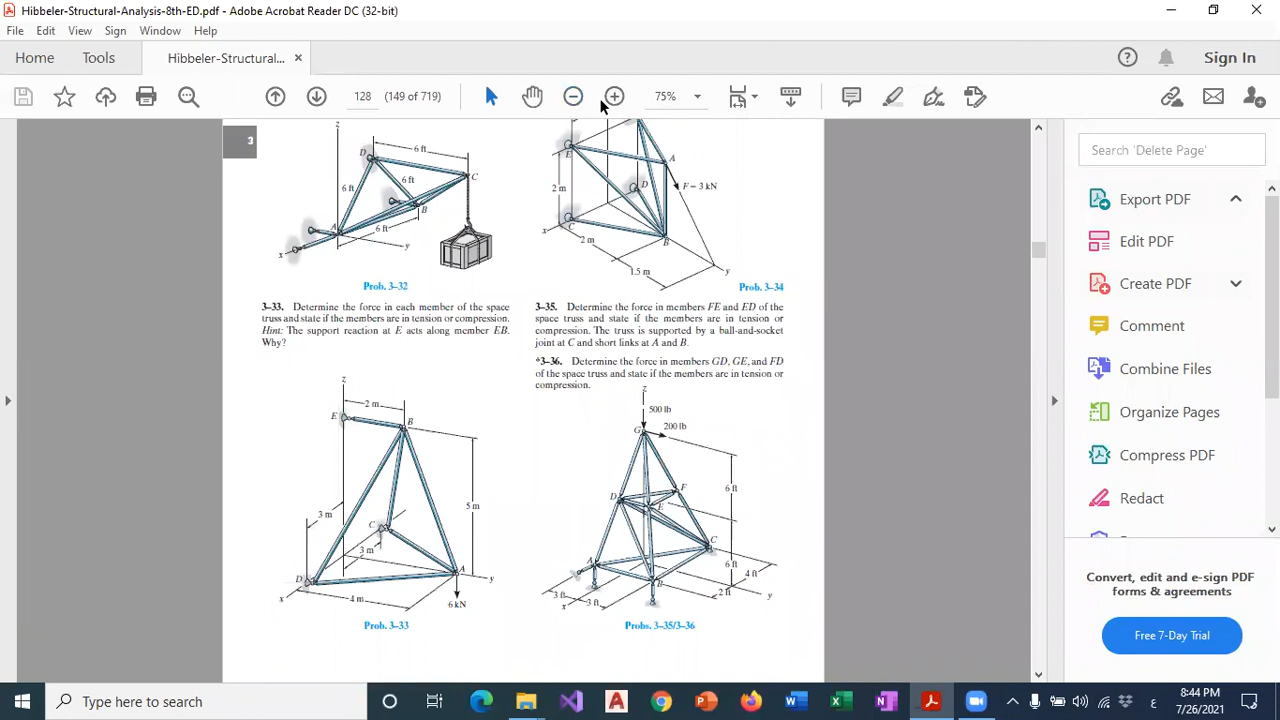 Hibbeler-Structural-Analysis-8th-ED.pdf - Adobe Acrobat Reader DC (32-bit)
File Edit View Sign Window Help
Home Tools Hibbeler-Structural... × Sign In
128 (149 of 719) 75%
3
z
D
6 ft
6 ft
6 ft
C
B
A
6 ft
x
y
Prob. 3–32
E
A
D
F = 3 kN
2 m
x
C
2 m
B
1.5 m
y
Prob. 3–34
3–33. Determine the force in each member of the space
truss and state if the members are in tension or compression.
Hint: The support reaction at E acts along member EB.
Why?
z
2 m
E
B
5 m
3 m
C
3 m
D
A
y
x
4 m
6 kN
Prob. 3–33
3–35. Determine the force in members FE and ED of the
space truss and state if the members are in tension or
compression. The truss is supported by a ball-and-socket
joint at C and short links at A and B.
*3–36. Determine the force in members GD, GE, and FD
of the space truss and state if the members are in tension or
compression.
z
500 lb
G
200 lb
6 ft
D
F
E
C
A
6 ft
4 ft
B
3 ft
3 ft
x
2 ft
y
Probs. 3–35/3–36
Search 'Delete Page'
Export PDF
Edit PDF
Create PDF
Comment
Combine Files
Organize Pages
Compress PDF
Redact
Convert, edit and e-sign PDF
forms & agreements
Free 7-Day Trial
Type here to search
ع
8:44 PM
7/26/2021